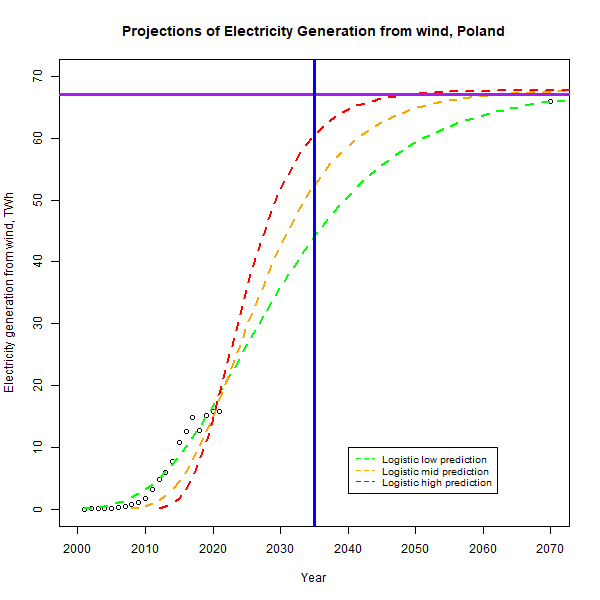 Projections of Electricity Generation from wind, Poland
Electricity generation from wind, TWh
70
60
50
40
30
20
10
0
Logistic low prediction
Logistic mid prediction
Logistic high prediction
2000 2010 2020 2030 2040 2050 2060 2070
Year